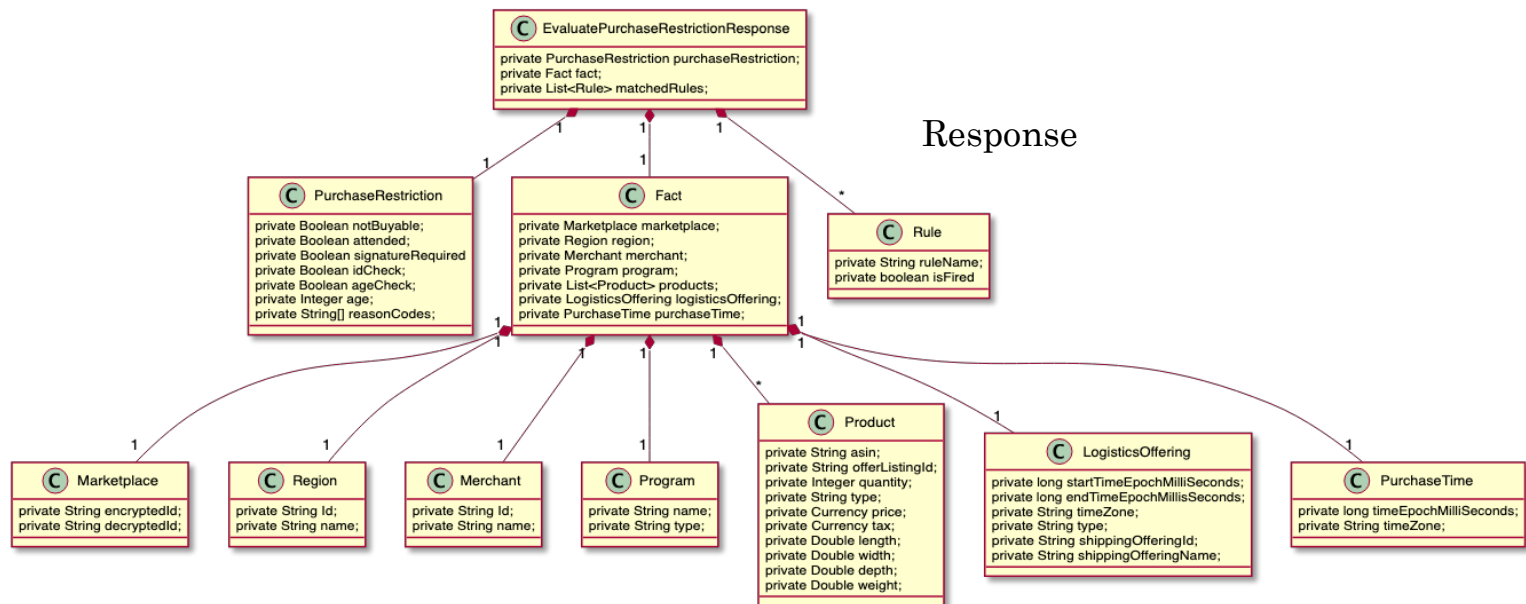 C EvaluatePurchaseRestrictionResponse
private PurchaseRestriction purchaseRestriction;
private Fact fact;
private List<Rule> matchedRules;
1
1
1
Response
1
1
*
C PurchaseRestriction
private Boolean notBuyable;
private Boolean attended;
private Boolean signatureRequired
private Boolean idCheck;
private Boolean ageCheck;
private Integer age;
private String[] reasonCodes;
C Fact
private Marketplace marketplace;
private Region region;
private Merchant merchant;
private Program program;
private List<Product> products;
private LogisticsOffering logisticsOffering;
private PurchaseTime purchaseTime;
C Rule
private String ruleName;
private boolean isFired
1
1
1
1
1
1
1
1
1
1
1
*
1
1
C Marketplace
private String encryptedId;
private String decryptedId;
C Region
private String Id;
private String name;
C Merchant
private String Id;
private String name;
C Program
private String name;
private String type;
C Product
private String asin;
private String offerListingId;
private Integer quantity;
private String type;
private Currency price;
private Currency tax;
private Double length;
private Double width;
private Double depth;
private Double weight;
C LogisticsOffering
private long startTimeEpochMilliSeconds;
private long endTimeEpochMillisSeconds;
private String timeZone;
private String type;
private String shippingOfferingId;
private String shippingOfferingName;
C PurchaseTime
private long timeEpochMilliSeconds;
private String timeZone;